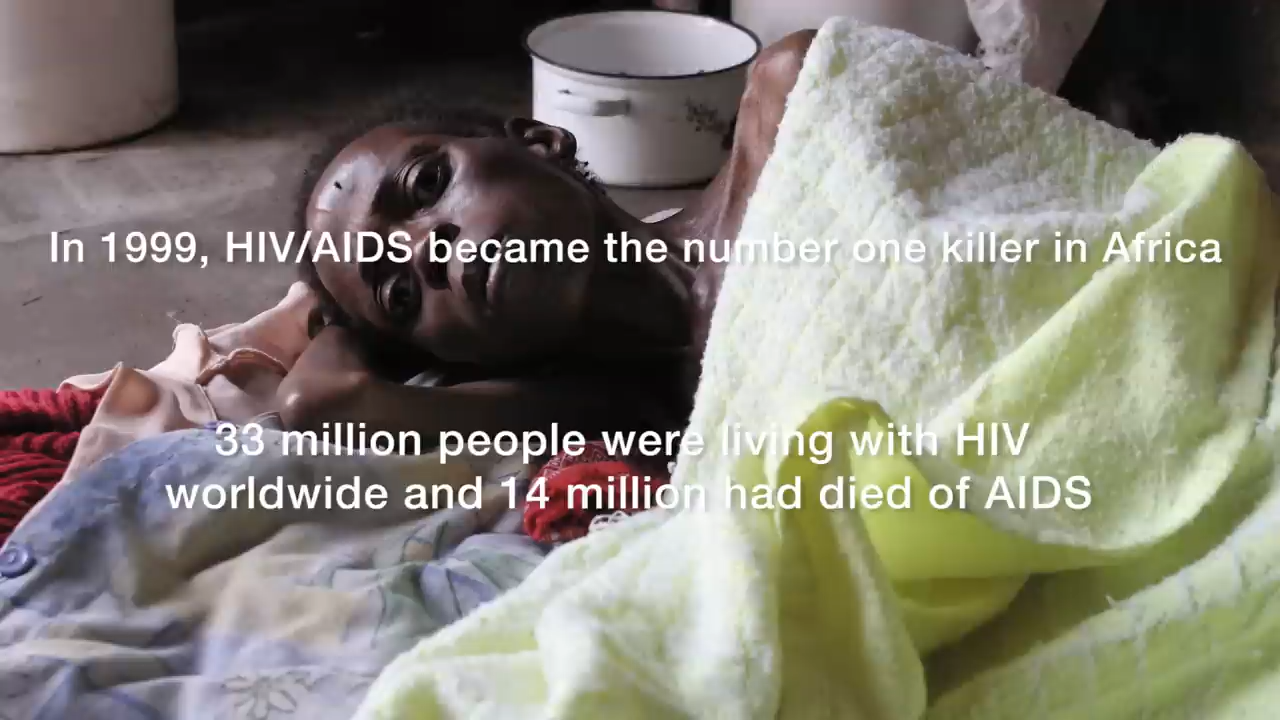 In 1999, HIV/AIDS became the number one killer in Africa
33 million people were living with HIV
worldwide and 14 million had died of AIDS